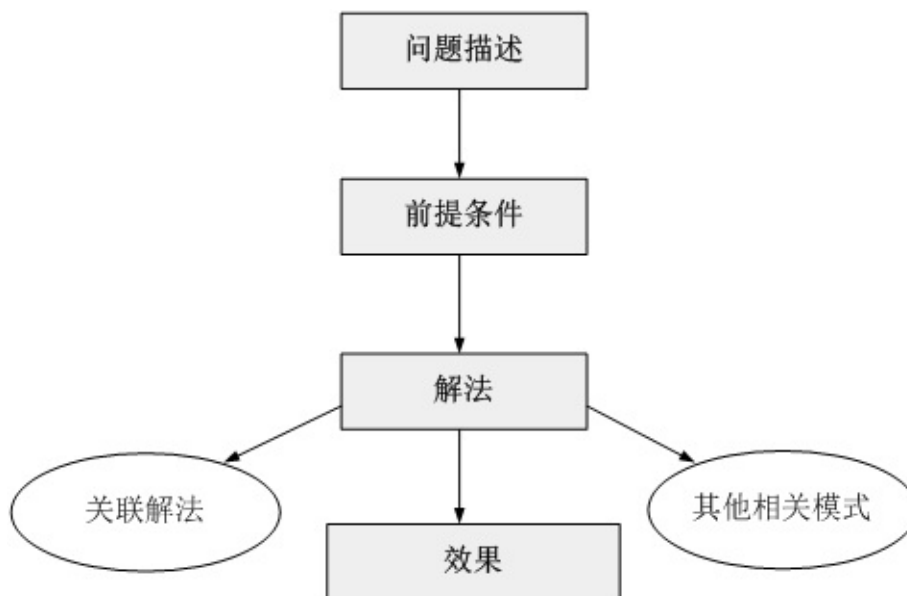 问题描述
前提条件
解法
关联解法
其他相关模式
效果